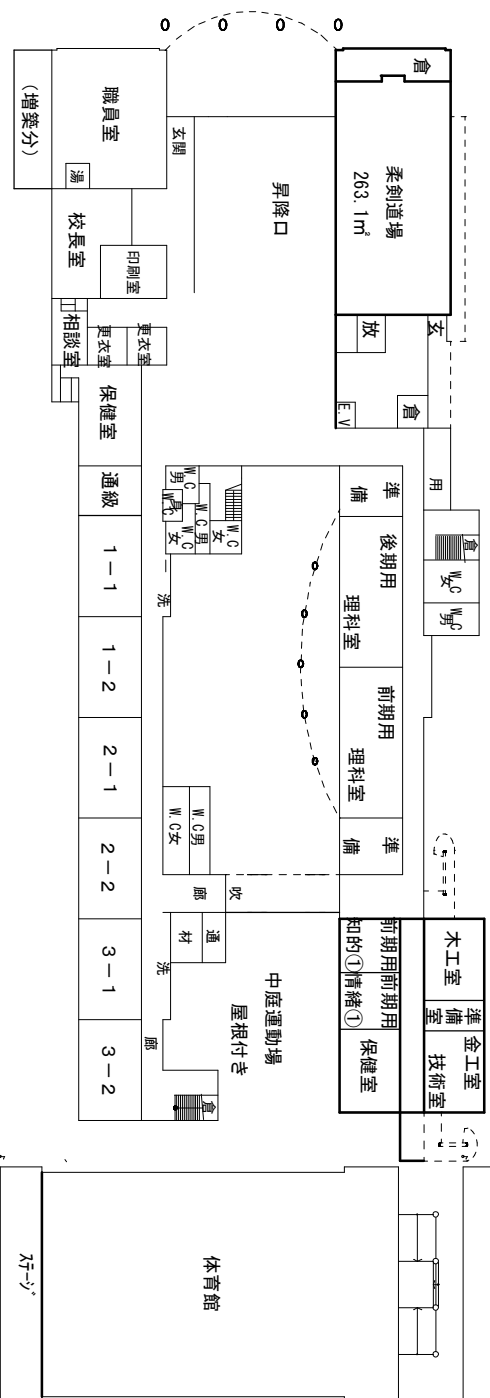 倉
職員室
(増築分)
湯
玄関
昇降口
柔剣道場
263.1㎡
校長室
印刷室
相談室
更衣室
更衣室
放
玄
E.V
倉
保健室
通級
W.C
男
身
W.C
W.C
女
W.C男
W.C
女
準備
用
倉
W.C
女
W.C
男
1-1
洗
後期用
理科室
1-2
前期用
理科室
2-1
W.C女
W.C男
2-2
準備
廊
吹
3-1
洗
材
通
中庭運動場
屋根付き
前期用
知的①
前期用
情緒①
木工室
準備室
3-2
廊
倉
保健室
金工室
技術室
ステージ
体育館